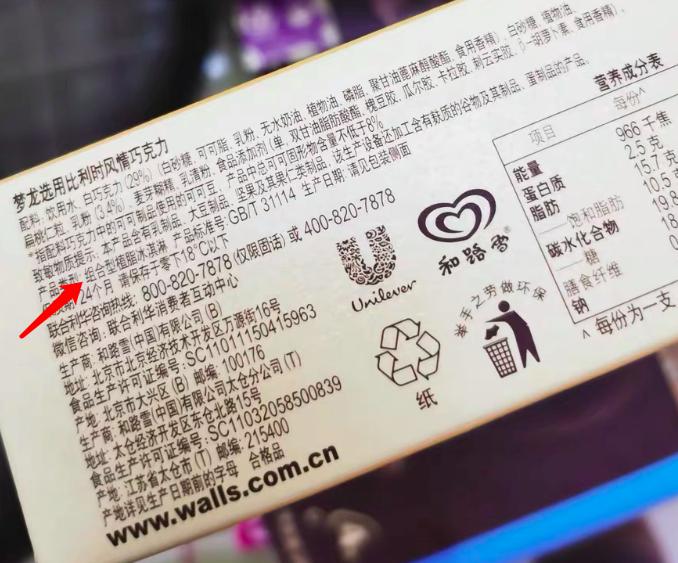 梦龙选用比利时风情巧克力
配料: 饮用水、白巧克力(29%)(白砂糖, 可可脂, 乳粉, 无水奶油, 植物油, 磷脂, 聚甘油蓖麻醇酸酯, 食用香精)、白砂糖、植物油、
扁桃仁粒、乳粉(3.4%)、麦芽糊精、乳清粉、食品添加剂(单, 双甘油脂肪酸酯, 槐豆胶, 瓜尔胶, 卡拉胶, 刺云实胶, β-胡萝卜素, 食用香精)。
*指配料巧克力中的可可制品使用的可可豆。产品中总可可固形物含量不低于8%
致敏物质提示: 本产品含有乳制品、大豆制品、坚果及其果仁类制品, 该生产设备还加工含有麸质的谷物及其制品、蛋制品的产品。
产品类型: 组合型植脂冰淇淋 产品标准号: GB/T 31114 生产日期: 请见包装侧面
保质期: 24个月 请保存于零下18℃以下
联合利华咨询热线: 800-820-7878 (仅限固话) 或 400-820-7878
微信咨询: 联合利华消费者互动中心
生产商: 和路雪(中国)有限公司 (B)
地址: 北京市北京经济技术开发区万源街16号
食品生产许可证编号: SC10111150415963
产地: 北京市大兴区 (B) 邮编: 100176
生产商: 和路雪(中国)有限公司太仓分公司 (T)
地址: 太仓经济开发区东仓北路15号
食品生产许可证编号: SC11032058500839
产地: 江苏省太仓市 (T) 邮编: 215400
产地详见生产日期前的字母 合格品
www.walls.com.cn
Unilever
和路雪
纸
举手之劳做环保
营养成分表
项目 每份^
能量 966 千焦
蛋白质 2.5 克
脂肪 15.7 克
—饱和脂肪 10.5
碳水化合物 19.8
—糖 18
膳食纤维
钠
^ 每份为一支